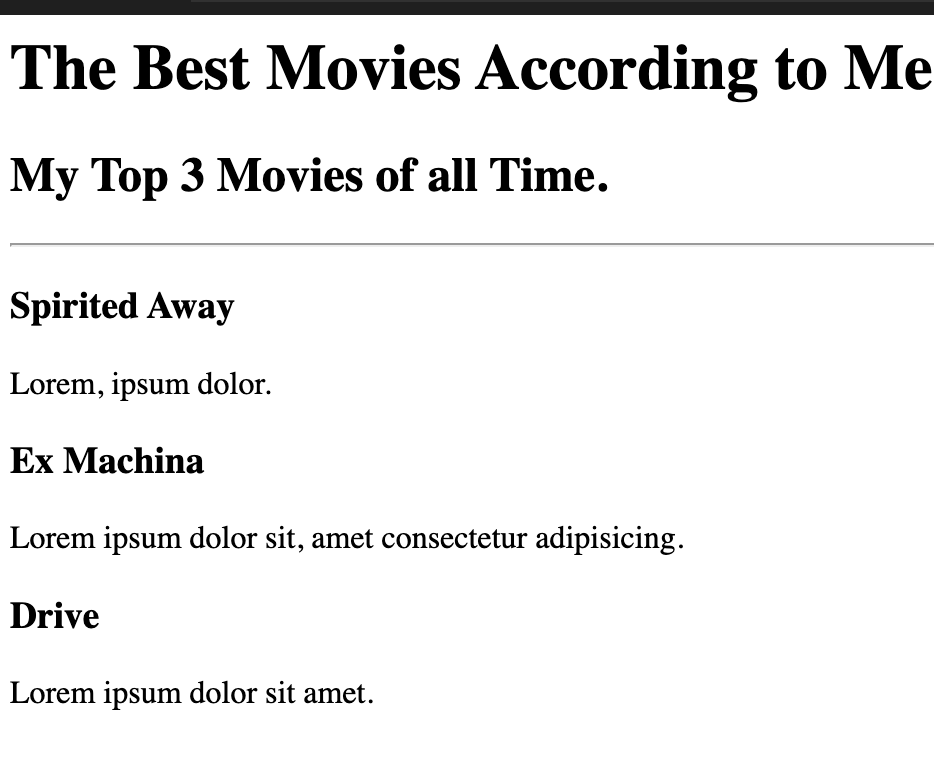 The Best Movies According to Me
My Top 3 Movies of all Time.
Spirited Away
Lorem, ipsum dolor.
Ex Machina
Lorem ipsum dolor sit, amet consectetur adipisicing.
Drive
Lorem ipsum dolor sit amet.